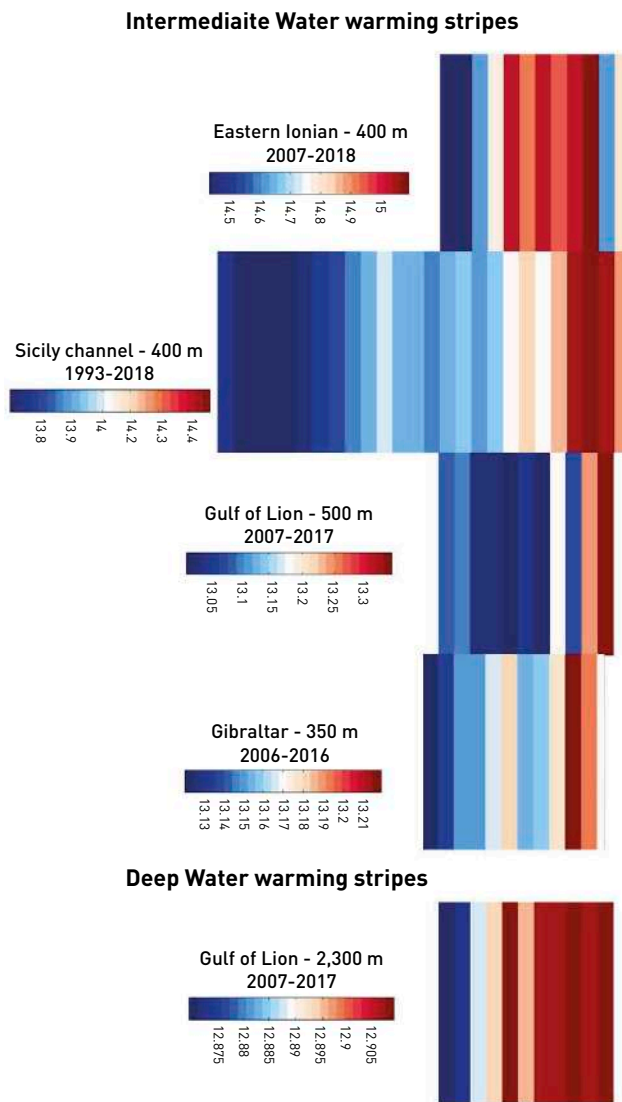 Intermediaite Water warming stripes
Eastern Ionian - 400 m
2007-2018
14.5 14.6 14.7 14.8 14.9 15
Sicily channel - 400 m
1993-2018
13.8 13.9 14 14.2 14.3 14.4
Gulf of Lion - 500 m
2007-2017
13.05 13.1 13.15 13.2 13.25 13.3
Gibraltar - 350 m
2006-2016
13.13 13.14 13.15 13.16 13.17 13.18 13.19 13.2 13.21
Deep Water warming stripes
Gulf of Lion - 2,300 m
2007-2017
12.875 12.88 12.885 12.89 12.895 12.9 12.905